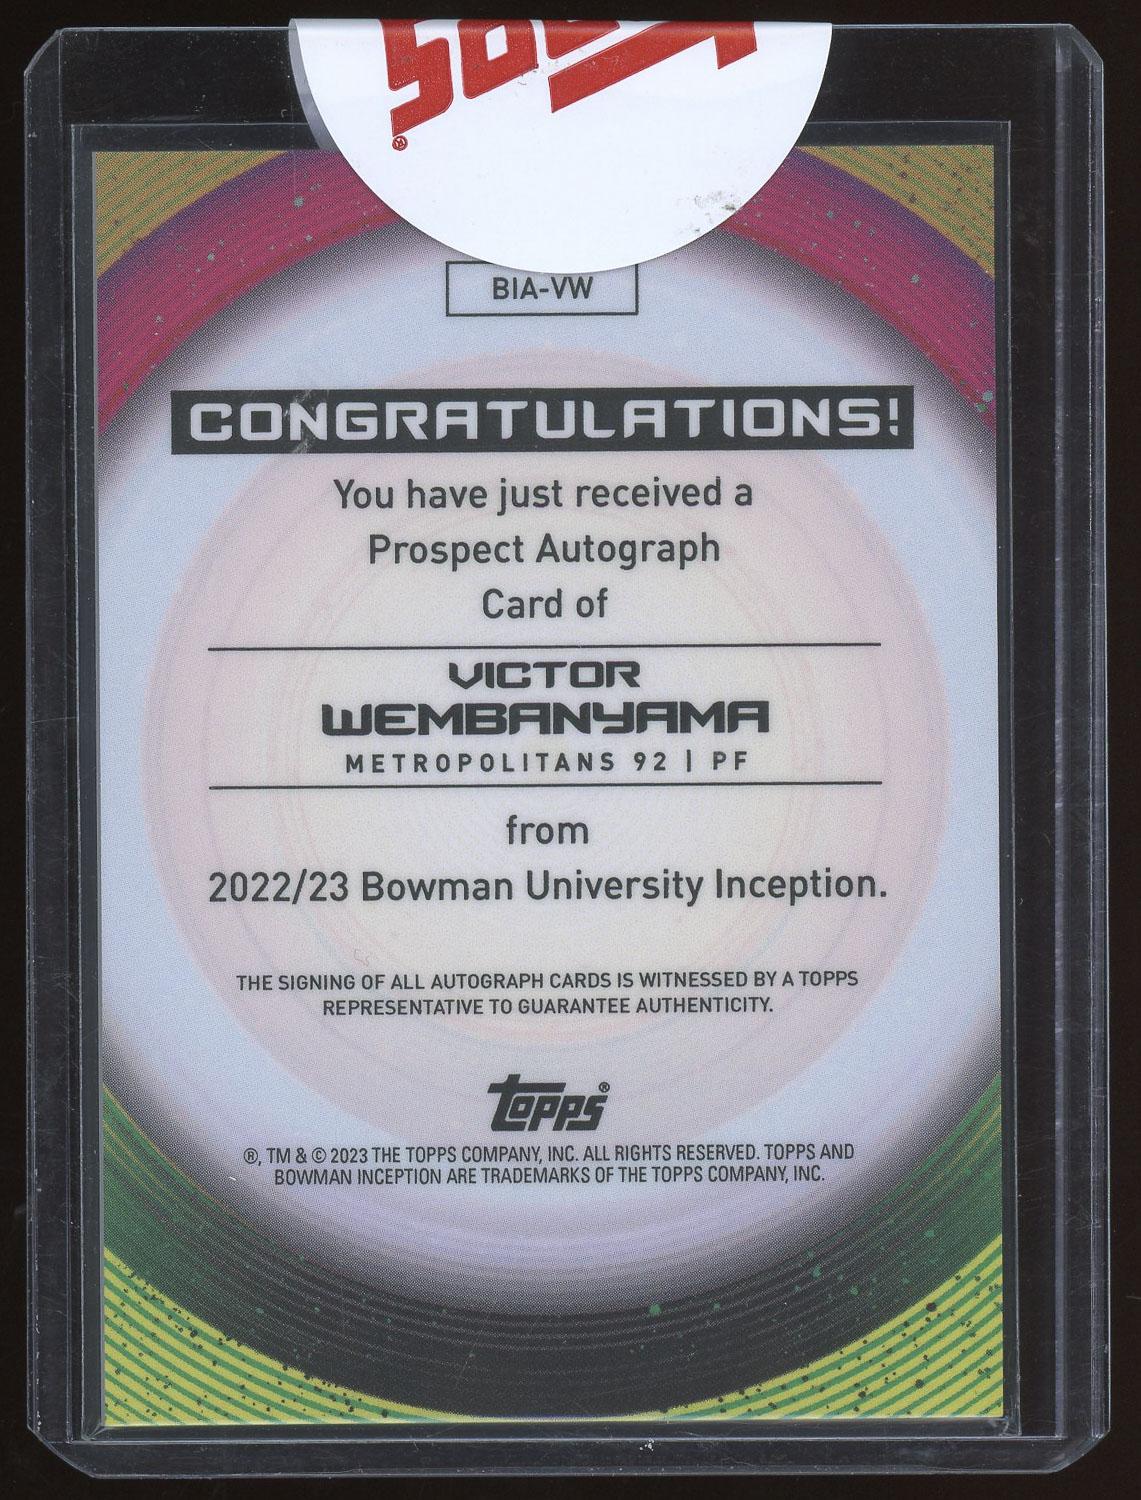 BIA-VW
CONGRATULATIONS!
You have just received a
Prospect Autograph
Card of
VICTOR
WEMBANYAMA
METROPOLITANS 92 | PF
from
2022/23 Bowman University Inception.
THE SIGNING OF ALL AUTOGRAPH CARDS IS WITNESSED BY A TOPPS
REPRESENTATIVE TO GUARANTEE AUTHENTICITY.
topps®
®, TM & © 2023 THE TOPPS COMPANY, INC. ALL RIGHTS RESERVED. TOPPS AND
BOWMAN INCEPTION ARE TRADEMARKS OF THE TOPPS COMPANY, INC.